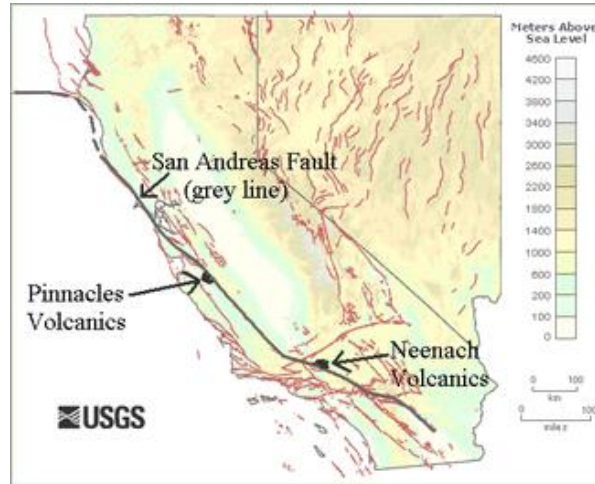 Meters Above
Sea Level
4600
4200
3800
3400
3000
2600
2200
1800
1400
1000
600
200
100
0
San Andreas Fault
(grey line)
Pinnacles
Volcanics
Neenach
Volcanics
USGS
0 100
km
0 100
miles